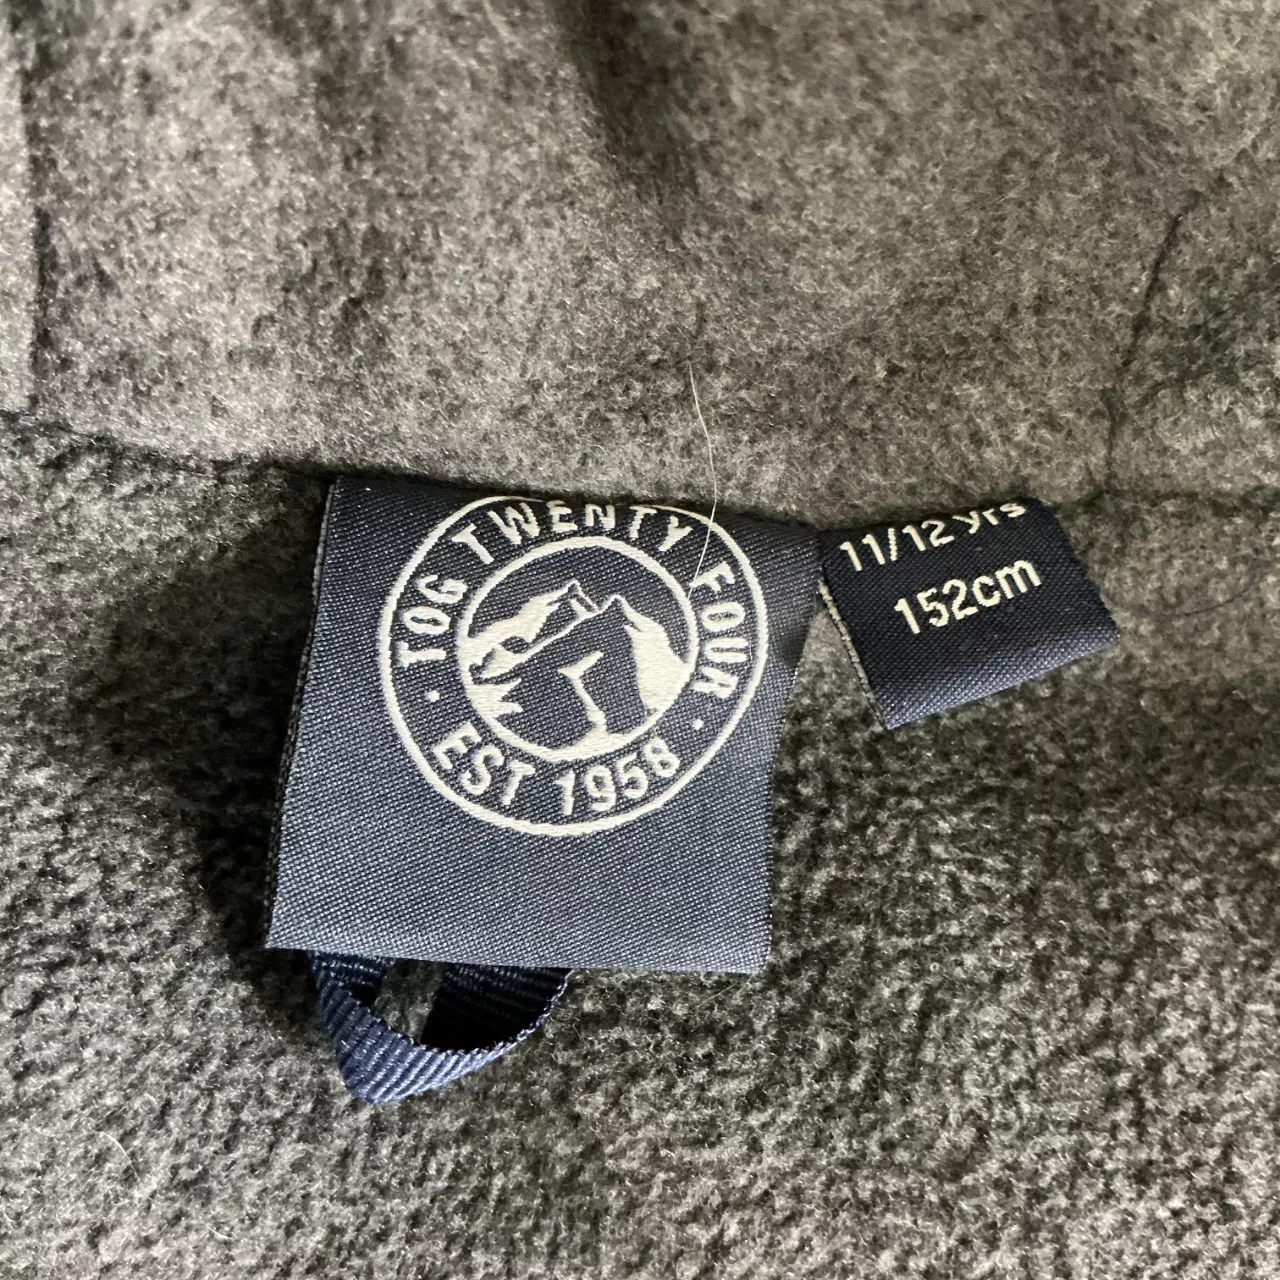 TOG TWENTY FOUR
EST 1958
11/12 yrs
152cm